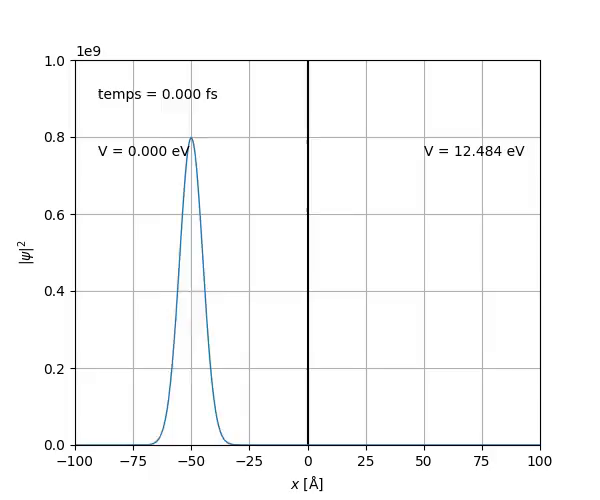 1e9
1.0
temps = 0.000 fs
0.8
V = 0.000 eV
V = 12.484 eV
0.6
|ψ|²
0.4
0.2
0.0
−100 −75 −50 −25 0 25 50 75 100
x [Å]